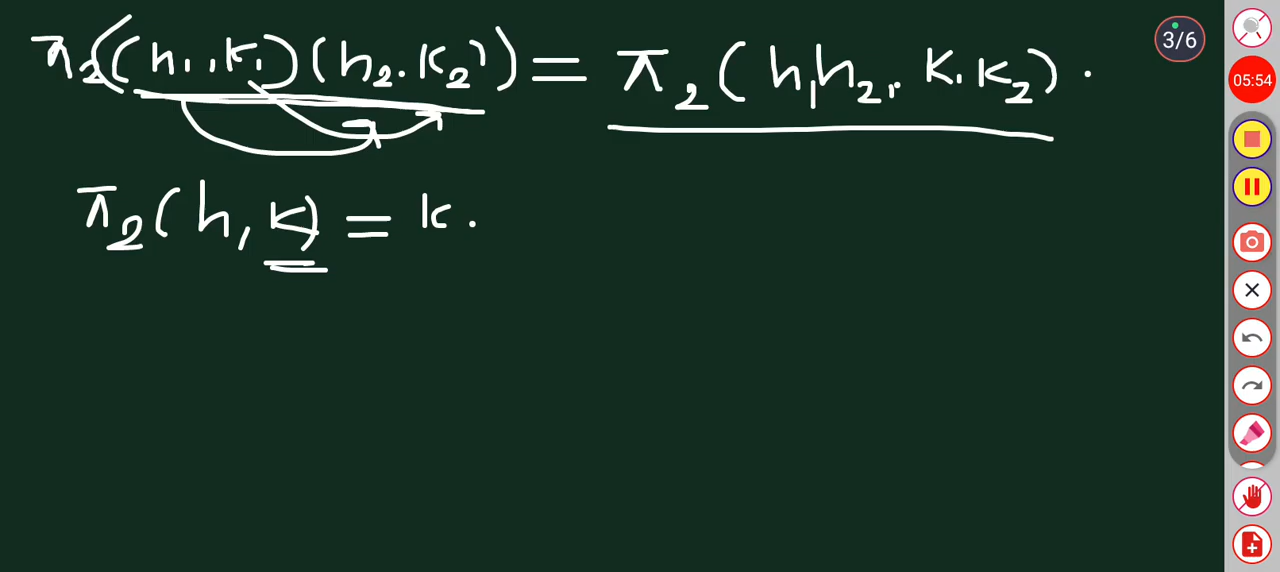 π₂((h₁,k₁)(h₂.k₂)) = π₂(h₁h₂,k₁k₂).
π₂(h,k) = k.
3/6
05:54